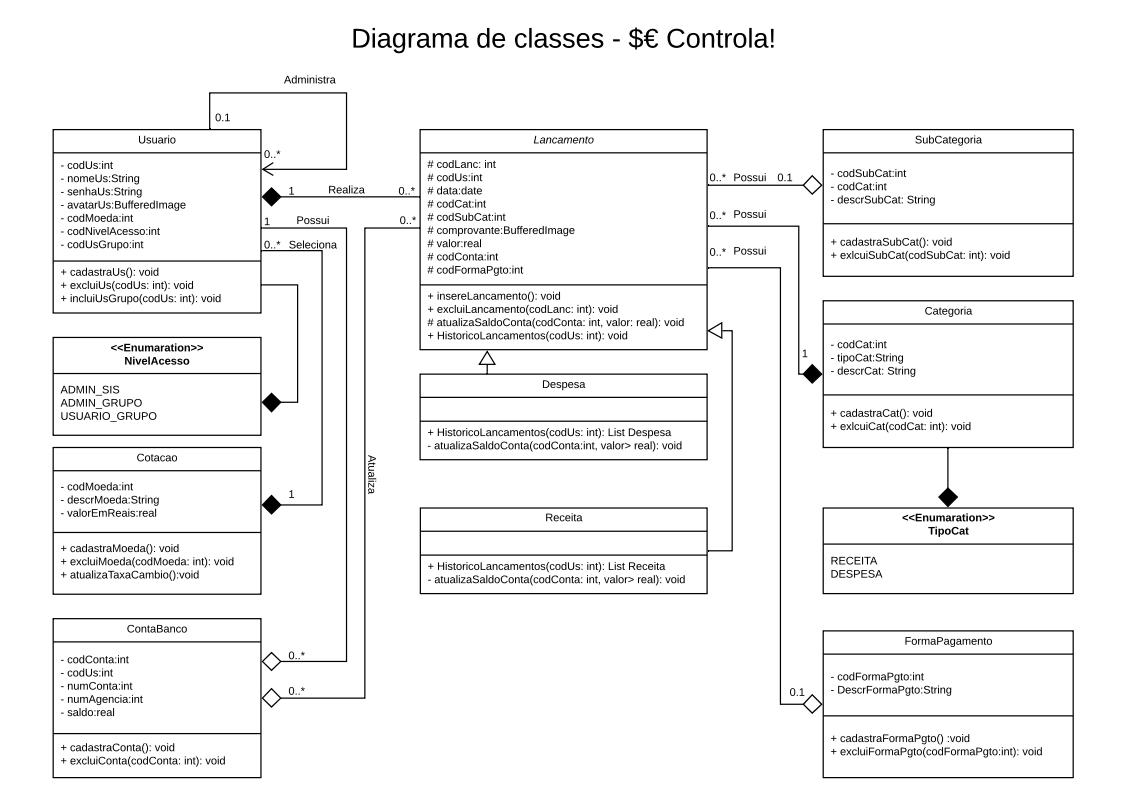 Diagrama de classes - $€ Controla!
Administra
0.1
0..*
Usuario
- codUs:int
- nomeUs:String
- senhaUs:String
- avatarUs:BufferedImage
- codMoeda:int
- codNivelAcesso:int
- codUsGrupo:int
+ cadastraUs(): void
+ excluiUs(codUs: int): void
+ incluiUsGrupo(codUs: int): void
1 Realiza 0..*
1 Possui 0..*
0..* Seleciona
<<Enumaration>>
NivelAcesso
ADMIN_SIS
ADMIN_GRUPO
USUARIO_GRUPO
Cotacao
- codMoeda:int
- descrMoeda:String
- valorEmReais:real
+ cadastraMoeda(): void
+ excluiMoeda(codMoeda: int): void
+ atualizaTaxaCambio():void
1
Atualiza
ContaBanco
- codConta:int
- codUs:int
- numConta:int
- numAgencia:int
- saldo:real
+ cadastraConta(): void
+ excluiConta(codConta: int): void
0..*
0..*
Lancamento
# codLanc: int
# codUs:int
# data:date
# codCat:int
# codSubCat:int
# comprovante:BufferedImage
# valor:real
# codConta:int
# codFormaPgto:int
+ insereLancamento(): void
+ excluiLancamento(codLanc: int): void
# atualizaSaldoConta(codConta: int, valor: real): void
+ HistoricoLancamentos(codUs: int): void
Despesa
+ HistoricoLancamentos(codUs: int): List Despesa
- atualizaSaldoConta(codConta:int, valor> real): void
Receita
+ HistoricoLancamentos(codUs: int): List Receita
- atualizaSaldoConta(codConta: int, valor> real): void
0..* Possui 0.1
0..* Possui
0..* Possui
1
0.1
SubCategoria
- codSubCat:int
- codCat:int
- descrSubCat: String
+ cadastraSubCat(): void
+ exlcuiSubCat(codSubCat: int): void
Categoria
- codCat:int
- tipoCat:String
- descrCat: String
+ cadastraCat(): void
+ exlcuiCat(codCat: int): void
<<Enumaration>>
TipoCat
RECEITA
DESPESA
FormaPagamento
- codFormaPgto:int
- DescrFormaPgto:String
+ cadastraFormaPgto() :void
+ excluiFormaPgto(codFormaPgto:int): void